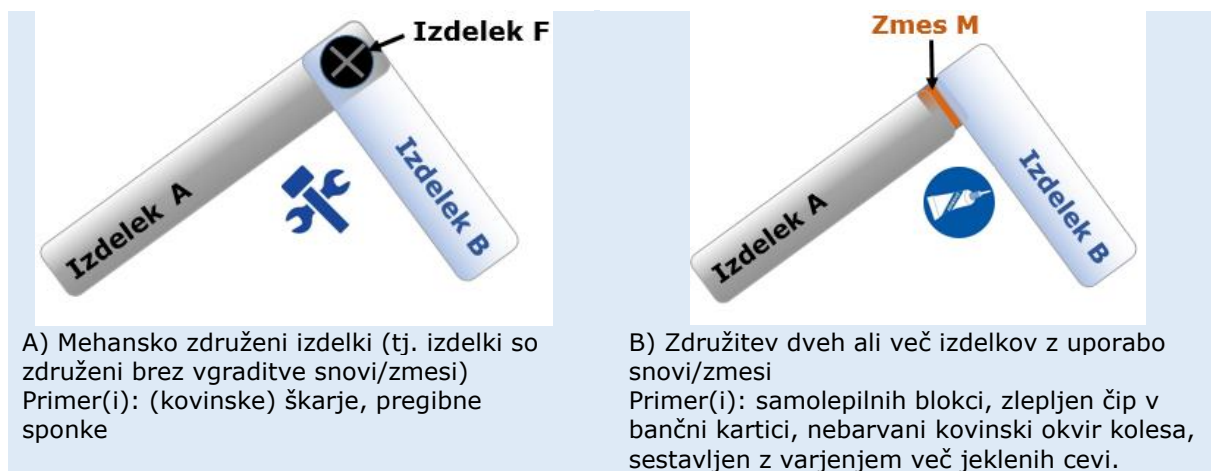 Izdelek F
Izdelek A
Izdelek B
A) Mehansko združeni izdelki (tj. izdelki so
združeni brez vgraditve snovi/zmesi)
Primer(i): (kovinske) škarje, pregibne
sponke
Zmes M
Izdelek A
Izdelek B
B) Združitev dveh ali več izdelkov z uporabo
snovi/zmesi
Primer(i): samolepilnih blokci, zlepljen čip v
bančni kartici, nebarvani kovinski okvir kolesa,
sestavljen z varjenjem več jeklenih cevi.